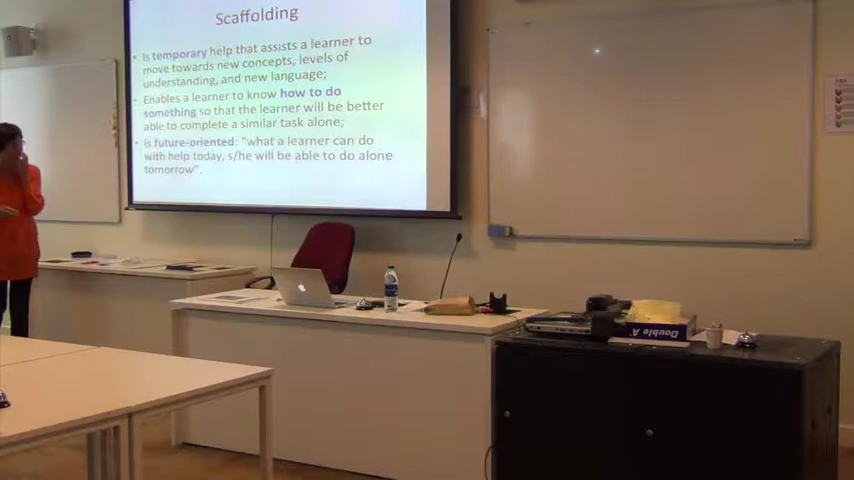 Scaffolding
• Is temporary help that assists a learner to
move towards new concepts, levels of
understanding, and new language;
• Enables a learner to know how to do
something so that the learner will be better
able to complete a similar task alone;
• Is future-oriented: "what a learner can do
with help today, s/he will be able to do alone
tomorrow".
Double A